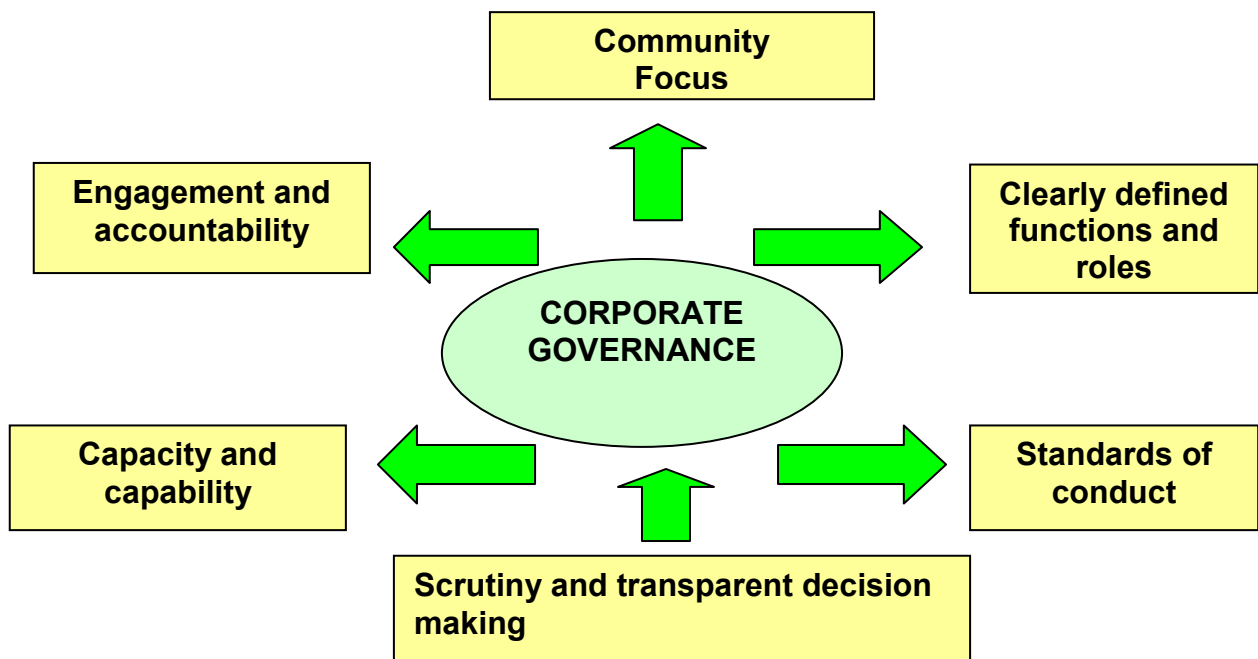 Community
Focus
Engagement and
accountability
Clearly defined
functions and
roles
CORPORATE
GOVERNANCE
Capacity and
capability
Standards of
conduct
Scrutiny and transparent decision
making